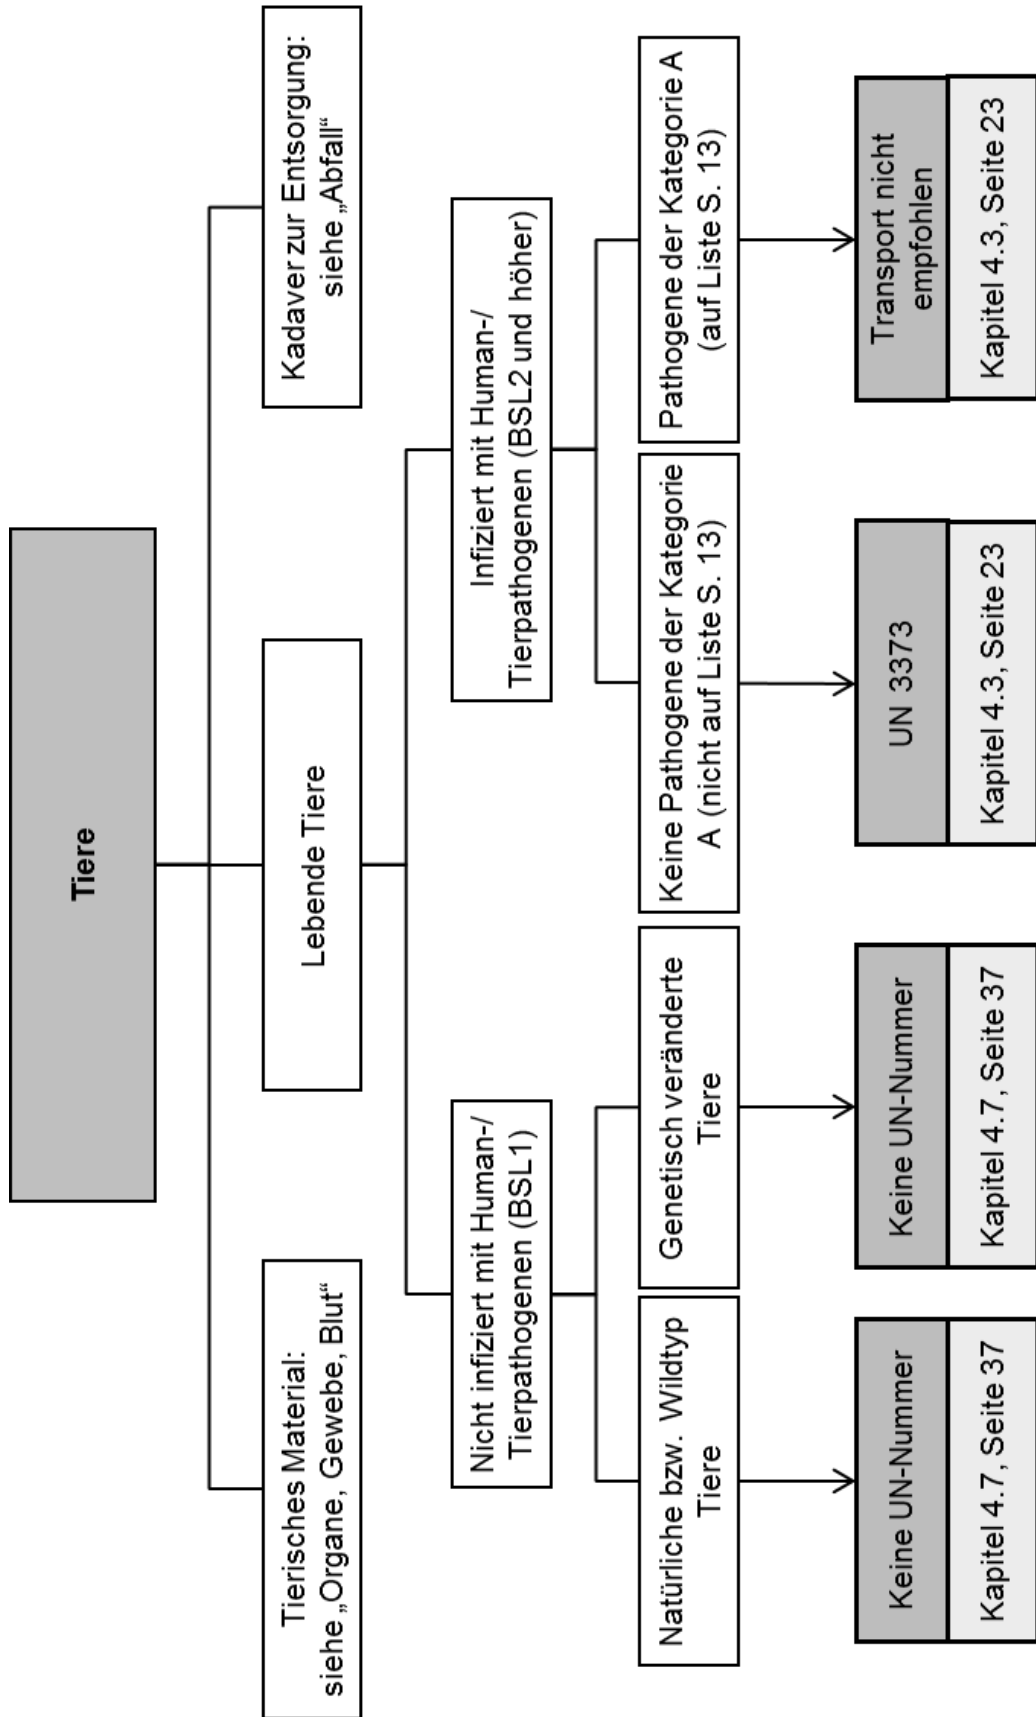 Tiere
Tierisches Material:
siehe „Organe, Gewebe, Blut“
Lebende Tiere
Kadaver zur Entsorgung:
siehe „Abfall“
Nicht infiziert mit Human-/
Tierpathogenen (BSL1)
Infiziert mit Human-/
Tierpathogenen (BSL2 und höher)
Natürliche bzw. Wildtyp
Tiere
Genetisch veränderte
Tiere
Keine Pathogene der Kategorie
A (nicht auf Liste S. 13)
Pathogene der Kategorie A
(auf Liste S. 13)
Keine UN-Nummer
Kapitel 4.7, Seite 37
Keine UN-Nummer
Kapitel 4.7, Seite 37
UN 3373
Kapitel 4.3, Seite 23
Transport nicht
empfohlen
Kapitel 4.3, Seite 23